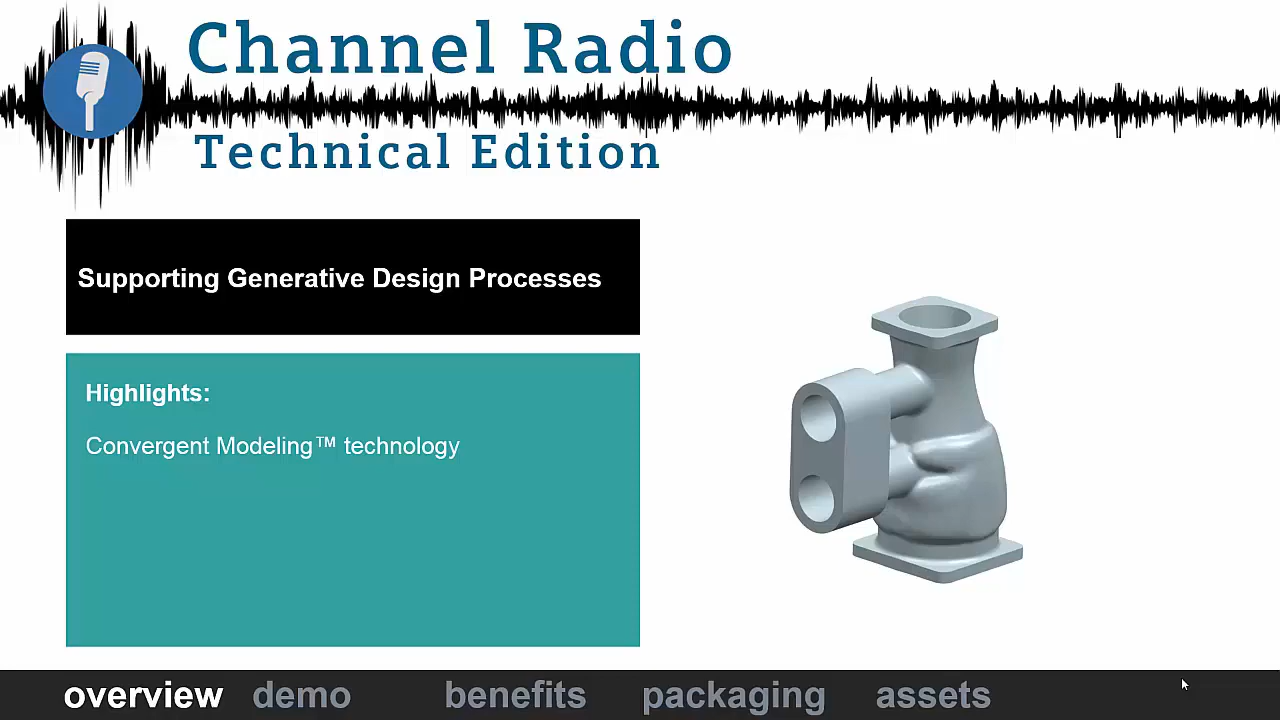 Channel Radio
Technical Edition
Supporting Generative Design Processes
Highlights:
Convergent Modeling™ technology
overview demo benefits packaging assets